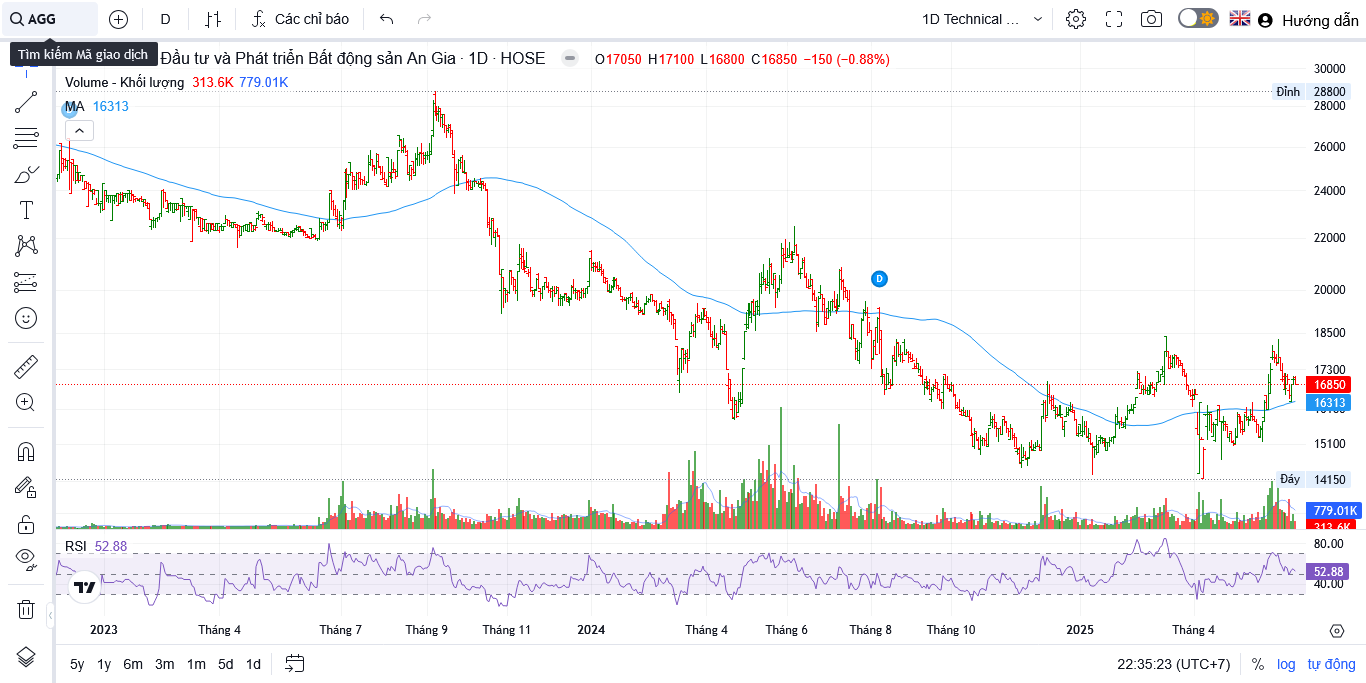 AGG
D
Các chỉ báo
1D Technical ...
Hướng dẫn
Tìm kiếm Mã giao dịch
Đầu tư và Phát triển Bất động sản An Gia · 1D · HOSE
O17050 H17100 L16800 C16850 −150 (−0.88%)
Volume - Khối lượng 313.6K 779.01K
MA 16313
D
30000
Đỉnh 28800
28000
26000
24000
22000
20000
18500
17300
16850
16313
15100
Đáy 14150
779.01K
313.6K
RSI 52.88
80.00
52.88
40.00
2023 Tháng 4 Tháng 7 Tháng 9 Tháng 11 2024 Tháng 4 Tháng 6 Tháng 8 Tháng 10 2025 Tháng 4
5y 1y 6m 3m 1m 5d 1d
22:35:23 (UTC+7) % log tự động